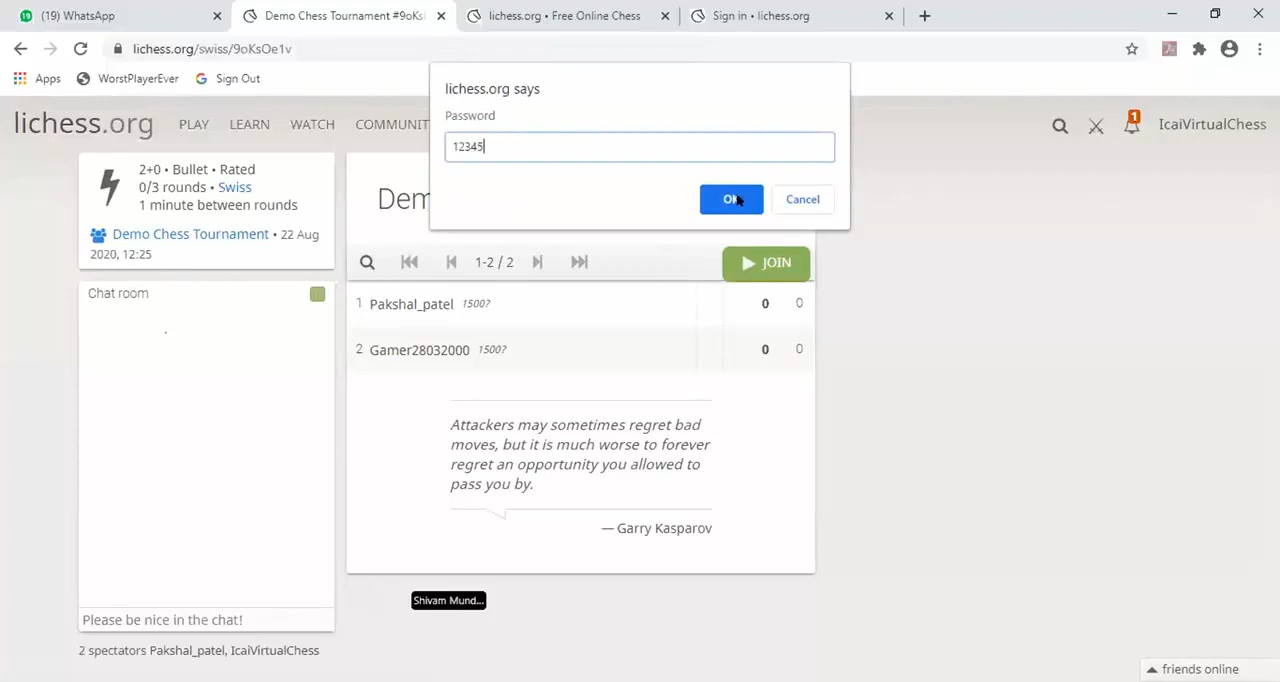 19
(19) WhatsApp
Demo Chess Tournament #9oKs
lichess.org • Free Online Chess
Sign in • lichess.org
lichess.org/swiss/9oKsOe1v
Apps
WorstPlayerEver
Sign Out
lichess.org says
Password
12345
OK
Cancel
lichess.org
PLAY
LEARN
WATCH
COMMUNIT
1
IcaiVirtualChess
2+0 • Bullet • Rated
0/3 rounds • Swiss
1 minute between rounds
Demo Chess Tournament • 22 Aug
2020, 12:25
Dem
1-2 / 2
JOIN
1 Pakshal_patel 1500? 0 0
2 Gamer28032000 1500? 0 0
Attackers may sometimes regret bad
moves, but it is much worse to forever
regret an opportunity you allowed to
pass you by.
— Garry Kasparov
Chat room
Please be nice in the chat!
2 spectators Pakshal_patel, IcaiVirtualChess
Shivam Mund...
friends online